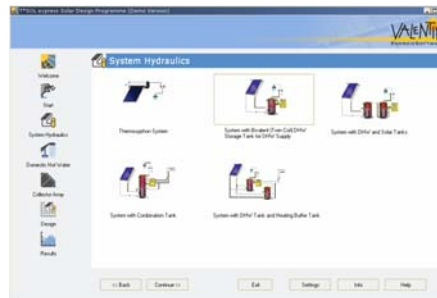 T*SOL express Solar Design Programme (Demo Version)
VALENTIN
System Hydraulics
Welcome
Start
System Hydraulics
Domestic Hot Water
Collector Array
Design
Results
Thermosyphon System
System with Bivalent (Twin Coil) DHW
Storage Tank for DHW Supply
System with DHW and Solar Tanks
System with Combination Tank
System with DHW Tank and Heating Buffer Tank
<< Back
Continue >>
Exit
Settings
Info
Help